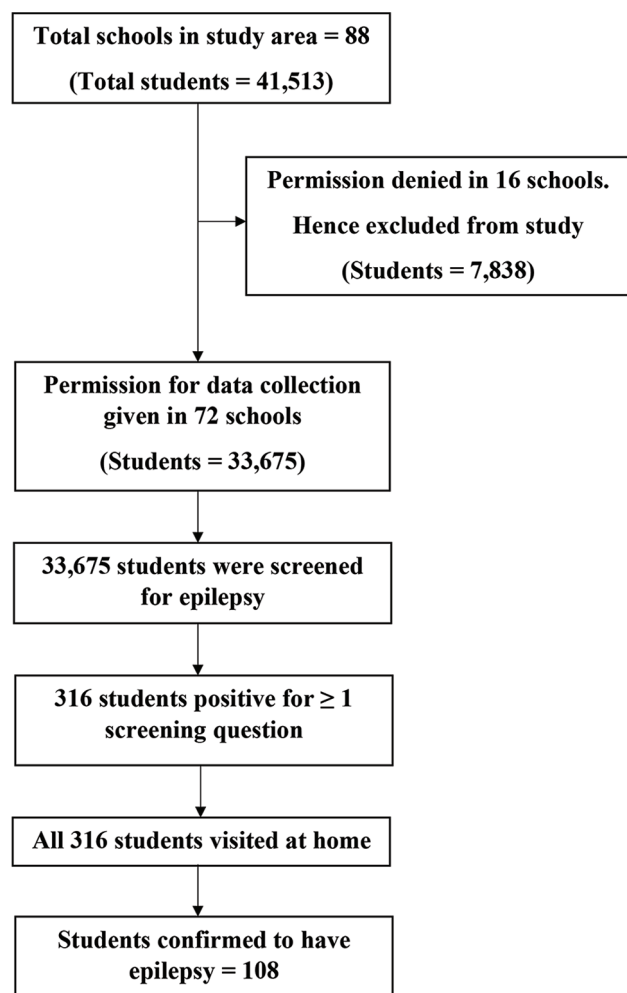 Total schools in study area = 88
(Total students = 41,513)
Permission denied in 16 schools.
Hence excluded from study
(Students = 7,838)
Permission for data collection
given in 72 schools
(Students = 33,675)
33,675 students were screened
for epilepsy
316 students positive for ≥ 1
screening question
All 316 students visited at home
Students confirmed to have
epilepsy = 108